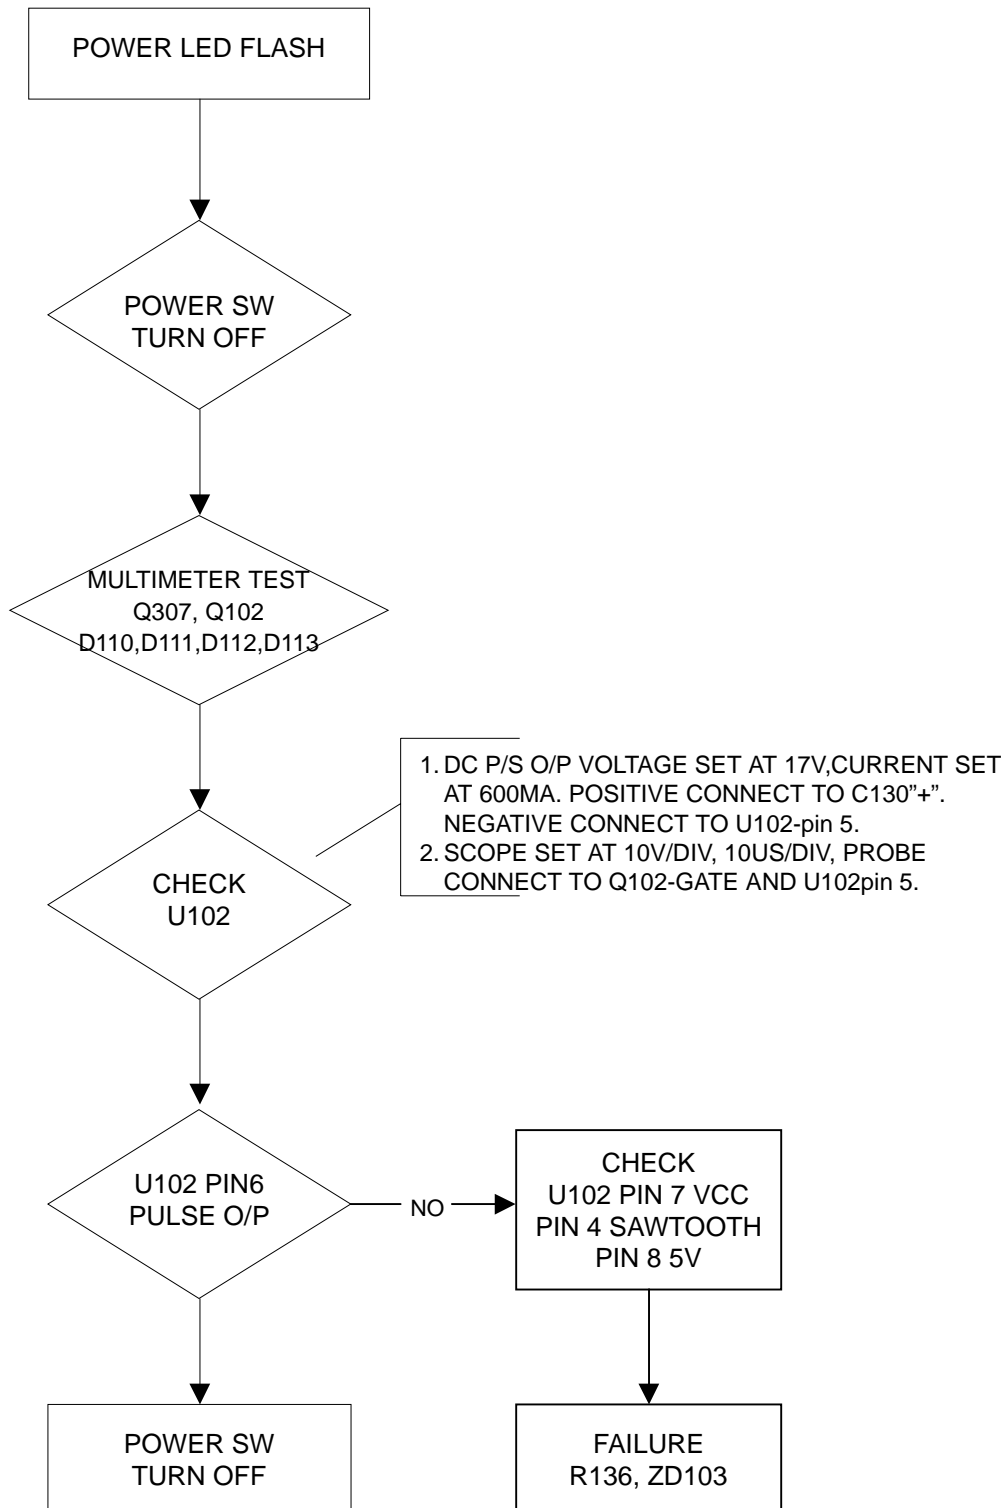 POWER LED FLASH
POWER SW
TURN OFF
MULTIMETER TEST
Q307, Q102
D110,D111,D112,D113
1. DC P/S O/P VOLTAGE SET AT 17V,CURRENT SET
AT 600MA. POSITIVE CONNECT TO C130”+”.
NEGATIVE CONNECT TO U102-pin 5.
2. SCOPE SET AT 10V/DIV, 10US/DIV, PROBE
CONNECT TO Q102-GATE AND U102pin 5.
CHECK
U102
U102 PIN6
PULSE O/P
NO
CHECK
U102 PIN 7 VCC
PIN 4 SAWTOOTH
PIN 8 5V
POWER SW
TURN OFF
FAILURE
R136, ZD103